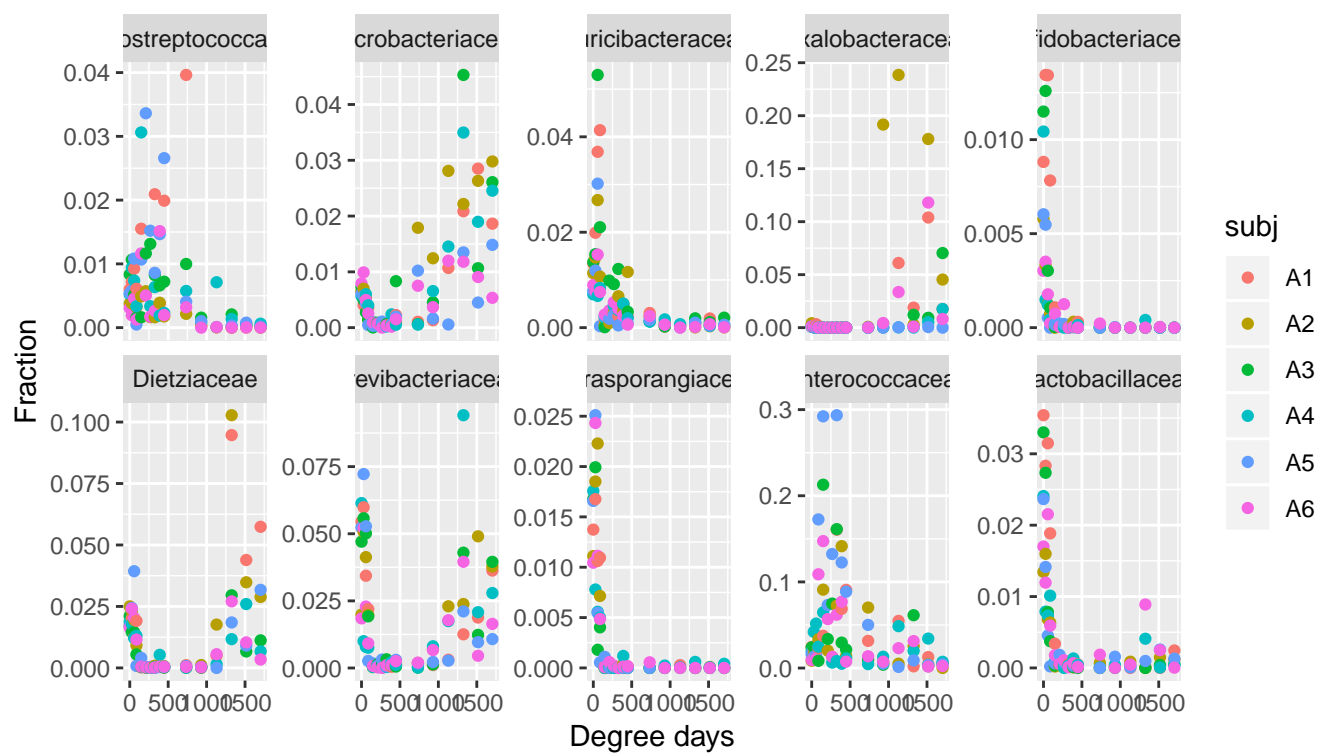 ostreptococca
crobacteriacea
uricibacteracea
xalobacteracea
fidobacteriacea
0.04
0.03
0.02
0.01
0.00
0.04
0.03
0.02
0.01
0.00
0.04
0.02
0.00
0.25
0.20
0.15
0.10
0.05
0.00
0.010
0.005
0.000
Dietziaceae
revibacteriacea
rasporangiacea
nterococcacea
actobacillacea
0.100
0.075
0.050
0.025
0.000
0.075
0.050
0.025
0.000
0.025
0.020
0.015
0.010
0.005
0.000
0.3
0.2
0.1
0.0
0.03
0.02
0.01
0.00
0 500 1000 1500
0 500 1000 1500
0 500 1000 1500
0 500 1000 1500
0 500 1000 1500
Degree days
Fraction
subj
A1
A2
A3
A4
A5
A6